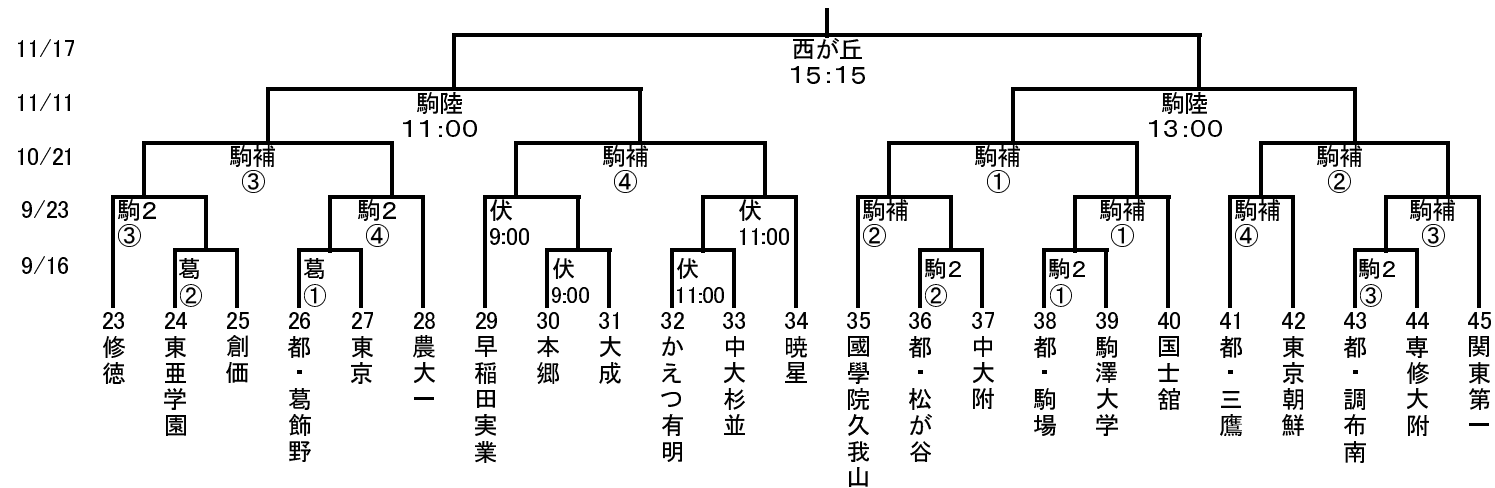 11/17
西が丘
15:15
11/11
駒陸
11:00
駒陸
13:00
10/21
駒補
③
駒補
④
駒補
①
駒補
②
9/23
駒2
③
駒2
④
伏
9:00
伏
11:00
駒補
②
駒補
①
駒補
④
駒補
③
9/16
葛
②
葛
①
伏
9:00
伏
11:00
駒2
②
駒2
①
駒2
③
23
修徳
24
東亜学園
25
創価
26
都・葛飾野
27
東京
28
農大一
29
早稲田実業
30
本郷
31
大成
32
かえつ有明
33
中大杉並
34
暁星
35
國學院久我山
36
都・松が谷
37
中大附
38
都・駒場
39
駒澤大学
40
国士舘
41
都・三鷹
42
東京朝鮮
43
都・調布南
44
専修大附
45
関東第一